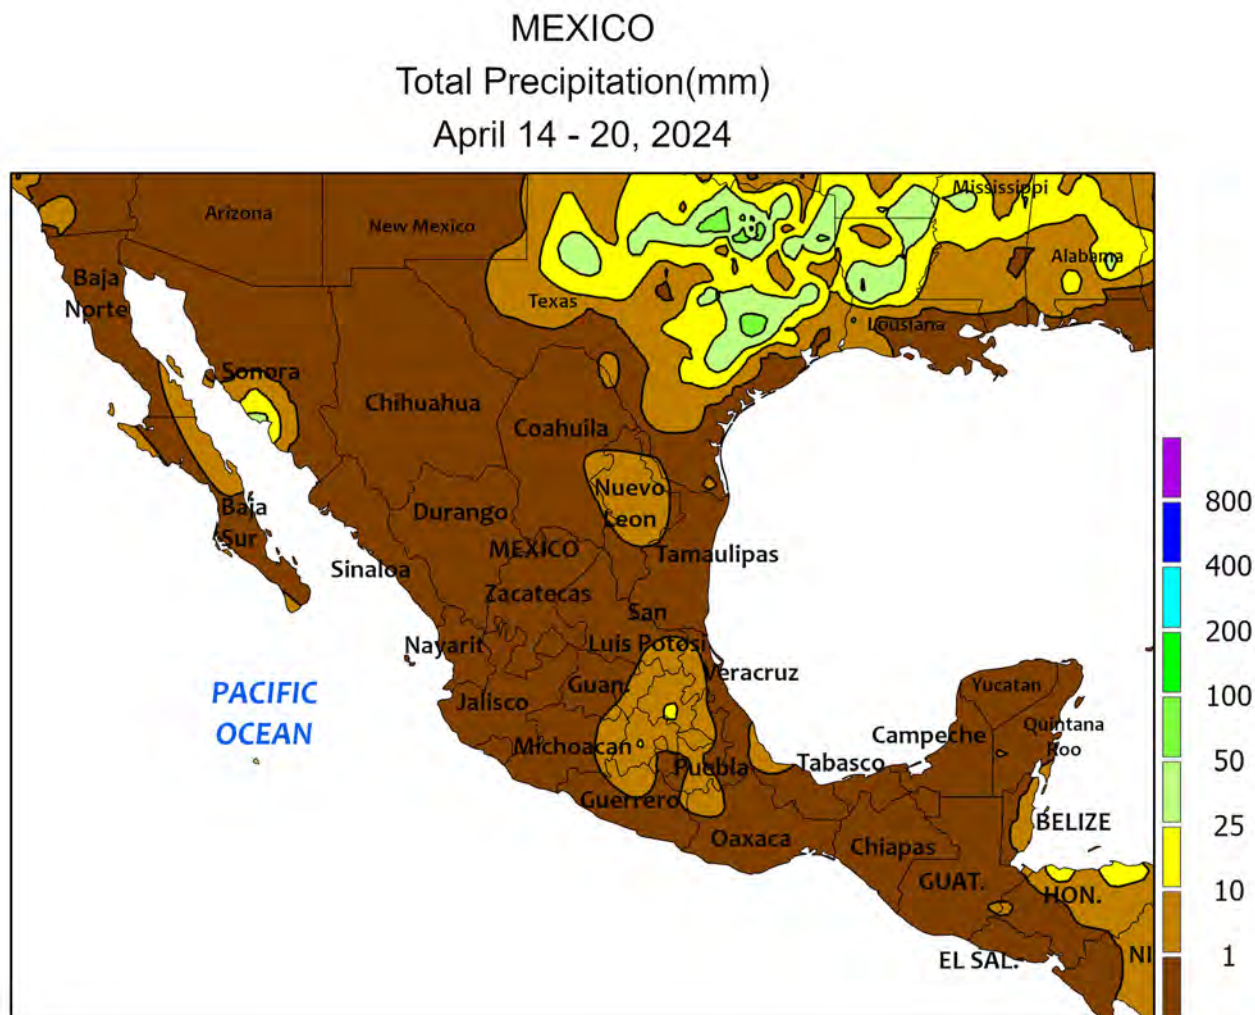 MEXICO
Total Precipitation(mm)
April 14 - 20, 2024
Mississippi
Arizona
New Mexico
Alabama
Baja
Norte
Texas
Lousiana
Sonora
Chihuahua
Coahuila
Nuevo
Leon
Baja
Sur
Durango
MEXICO
Tamaulipas
Sinaloa
Zacatecas
San
Luis Potosi
Nayarit
Veracruz
Guan.
Yucatan
PACIFIC
OCEAN
Jalisco
Quintana
Roo
Campeche
Michoacan
Puebla
Tabasco
Guerrero
BELIZE
Oaxaca
Chiapas
GUAT.
HON.
EL SAL.
NI
800
400
200
100
50
25
10
1